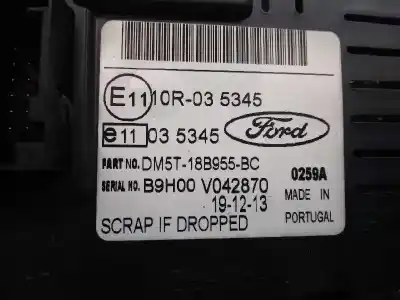 E11 10R-03 5345
e11 03 5345 Ford
PART NO. DM5T-18B955-BC
SERIAL NO. B9H00 V042870 0259A
19-12-13 MADE IN
SCRAP IF DROPPED PORTUGAL